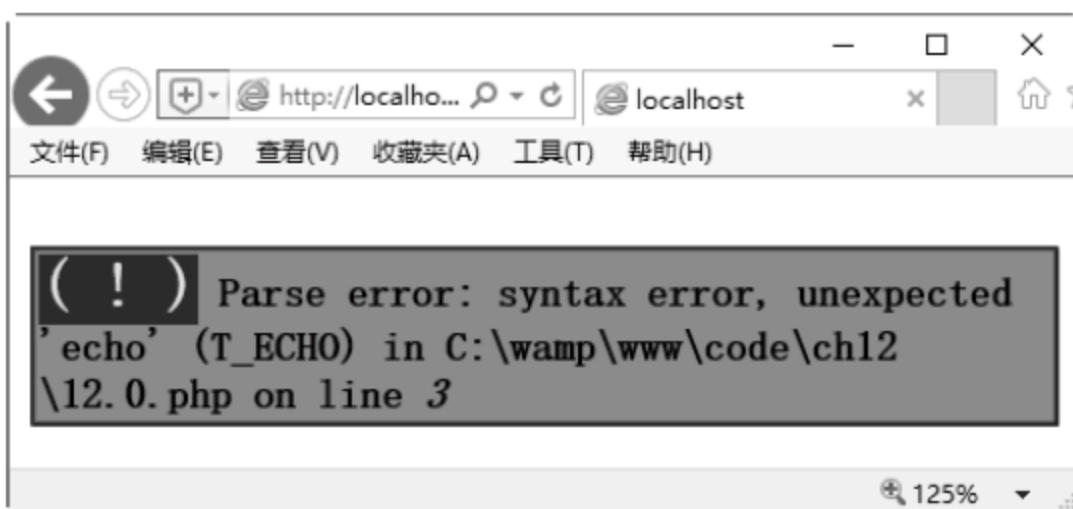 http://localho...
localhost
文件(F) 编辑(E) 查看(V) 收藏夹(A) 工具(T) 帮助(H)
( ! ) Parse error: syntax error, unexpected
'echo' (T_ECHO) in C:\wamp\www\code\ch12
\12.0.php on line 3
125%